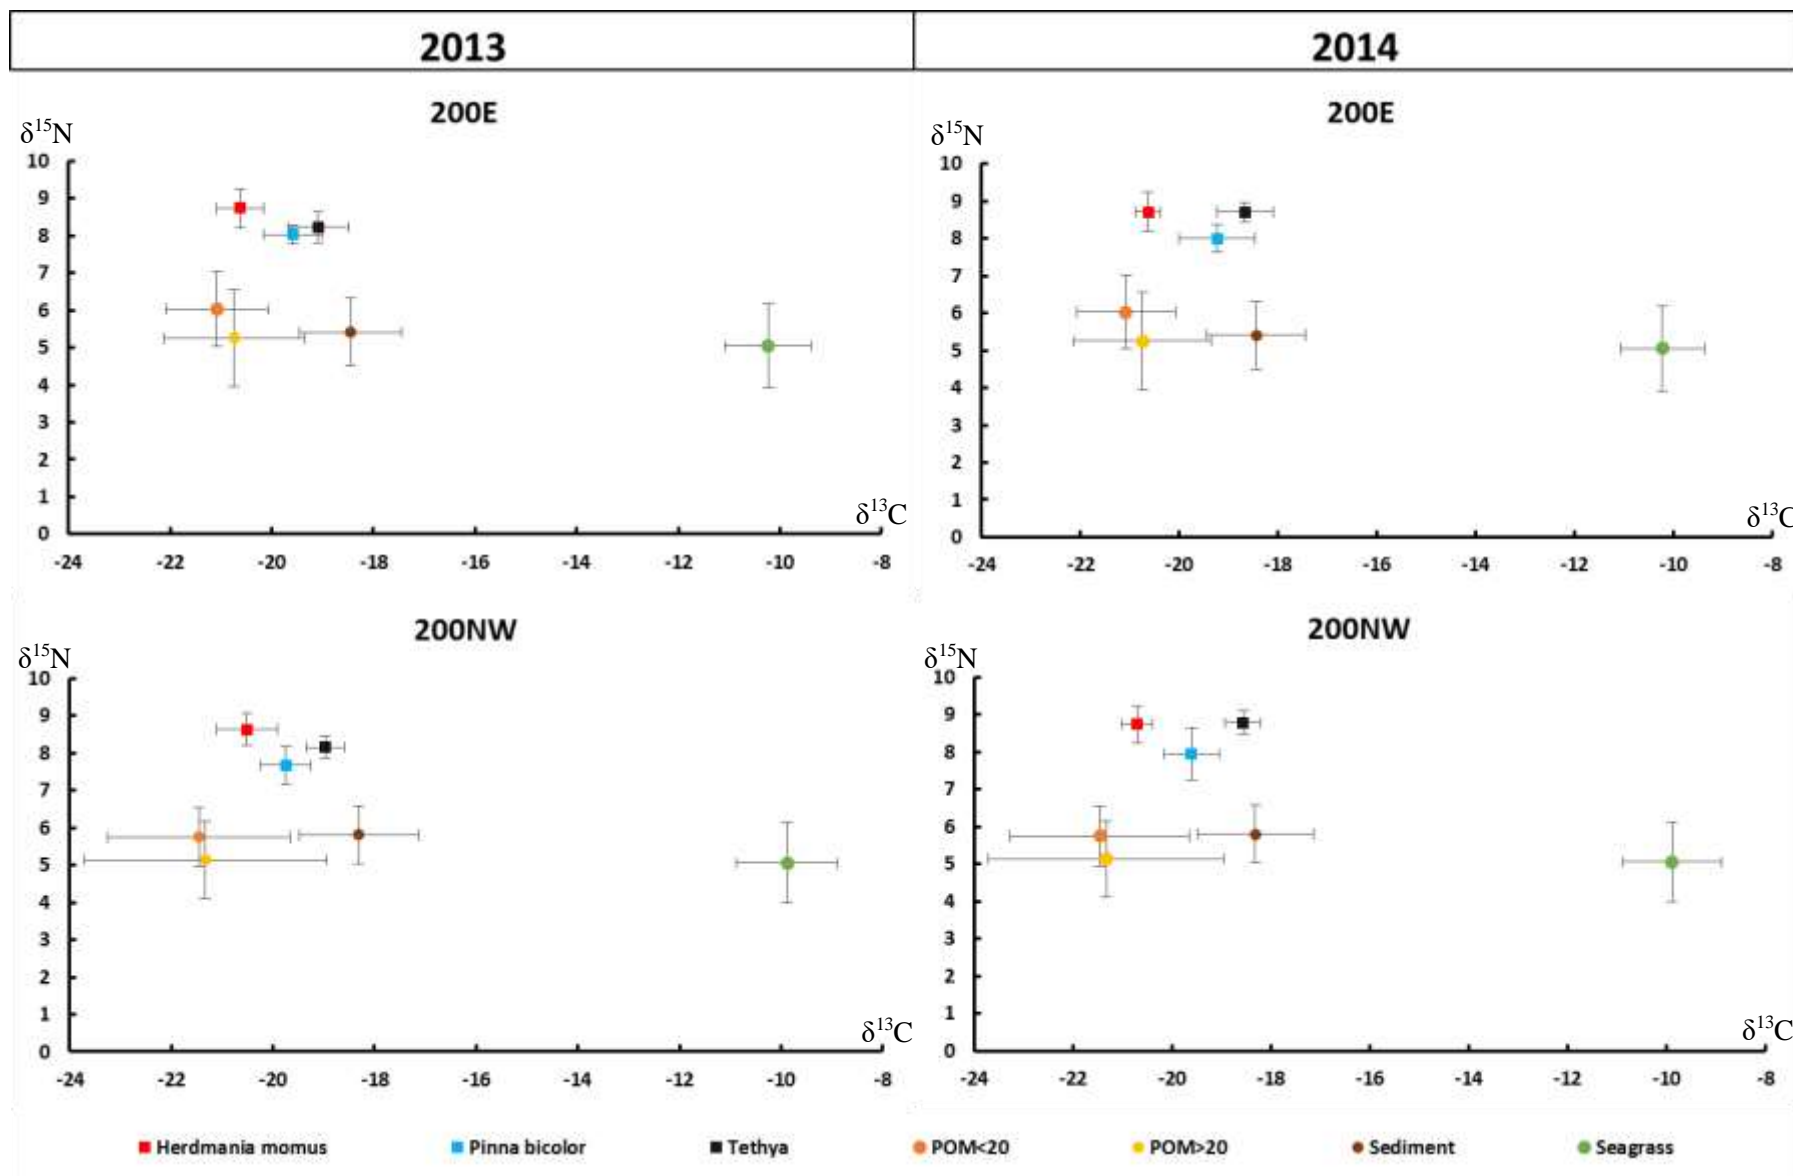 2013 2014
200E 200E
δ15N δ15N
10 10
9 9
8 8
7 7
6 6
5 5
4 4
3 3
2 2
1 1
δ13C δ13C
0 0
-24 -22 -20 -18 -16 -14 -12 -10 -8 -24 -22 -20 -18 -16 -14 -12 -10 -8
200NW 200NW
δ15N δ15N
10 10
9 9
8 8
7 7
6 6
5 5
4 4
3 3
2 2
1 1
δ13C δ13C
0 0
-24 -22 -20 -18 -16 -14 -12 -10 -8 -24 -22 -20 -18 -16 -14 -12 -10 -8
Herdmania momus Pinna bicolor Tethya POM<20 POM>20 Sediment Seagrass